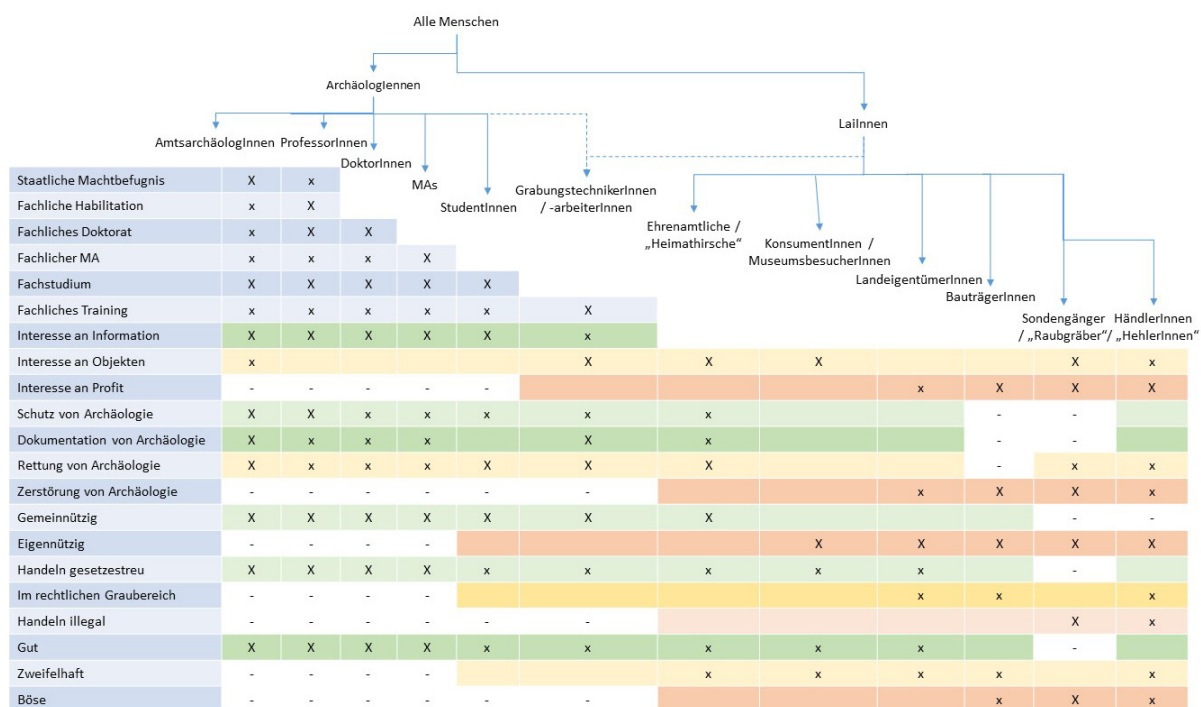 Alle Menschen
ArchäologIennen
LaiInnen
AmtsarchäologInnen ProfessorInnen
DoktorInnen
MAs
StudentInnen
GrabungstechnikerInnen
/ -arbeiterInnen
Ehrenamtliche /
„Heimathirsche“
KonsumentInnen /
MuseumsbesucherInnen
LandeigentümerInnen
BauträgerInnen
Sondengänger HändlerInnen
/ „Raubgräber“/ „HehlerInnen“
Staatliche Machtbefugnis X x
Fachliche Habilitation x X
Fachliches Doktorat x X X
Fachlicher MA x x x X
Fachstudium X X X X X
Fachliches Training x x x x x X
Interesse an Information X X X X X x
Interesse an Objekten x X X X X x
Interesse an Profit - - - - - x X X X
Schutz von Archäologie X X x x x x x - -
Dokumentation von Archäologie X x x x X x - -
Rettung von Archäologie X x x x X X X - x x
Zerstörung von Archäologie - - - - - - x X X x
Gemeinnützig X X X X X X X - -
Eigennützig - - - - X X X X X
Handeln gesetzestreu X X X X x x x x x -
Im rechtlichen Graubereich - - - - x x x
Handeln illegal - - - - - - X x
Gut X X X X x x x x x -
Zweifelhaft - - - - x x x x x
Böse - - - - - - x X x